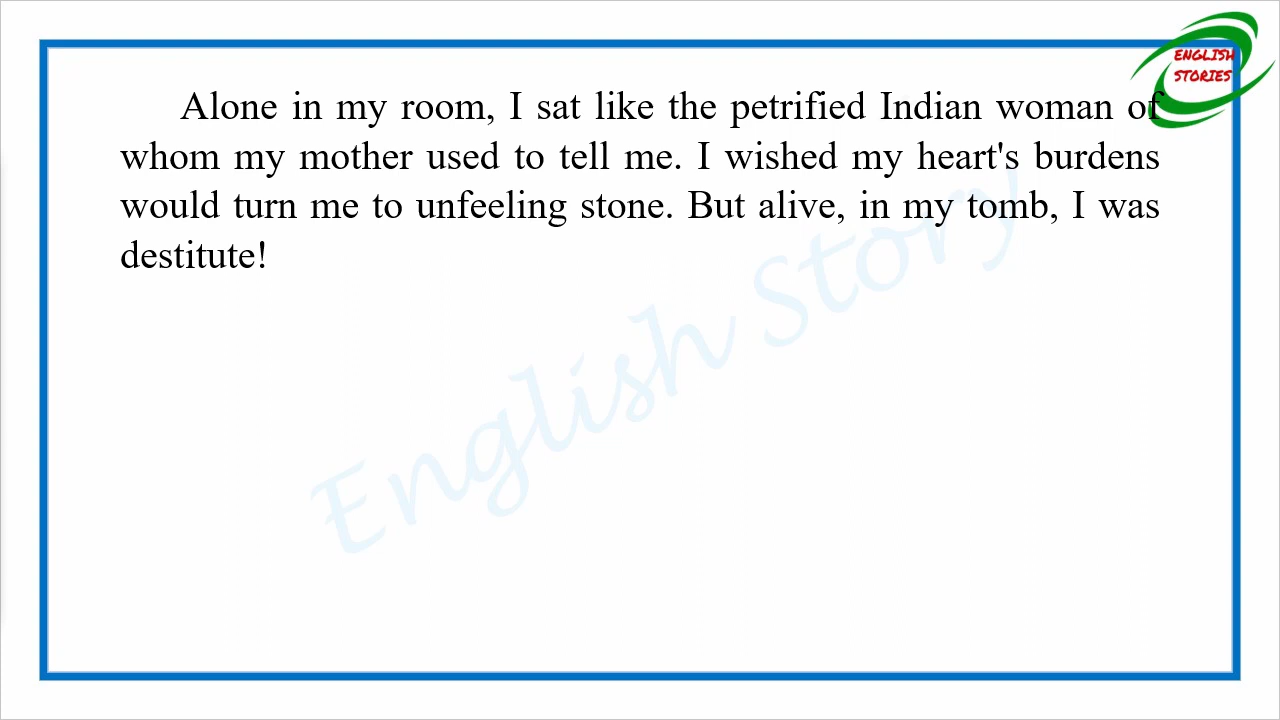 ENGLISH
STORIES
Alone in my room, I sat like the petrified Indian woman of
whom my mother used to tell me. I wished my heart's burdens
would turn me to unfeeling stone. But alive, in my tomb, I was
destitute!
English Story